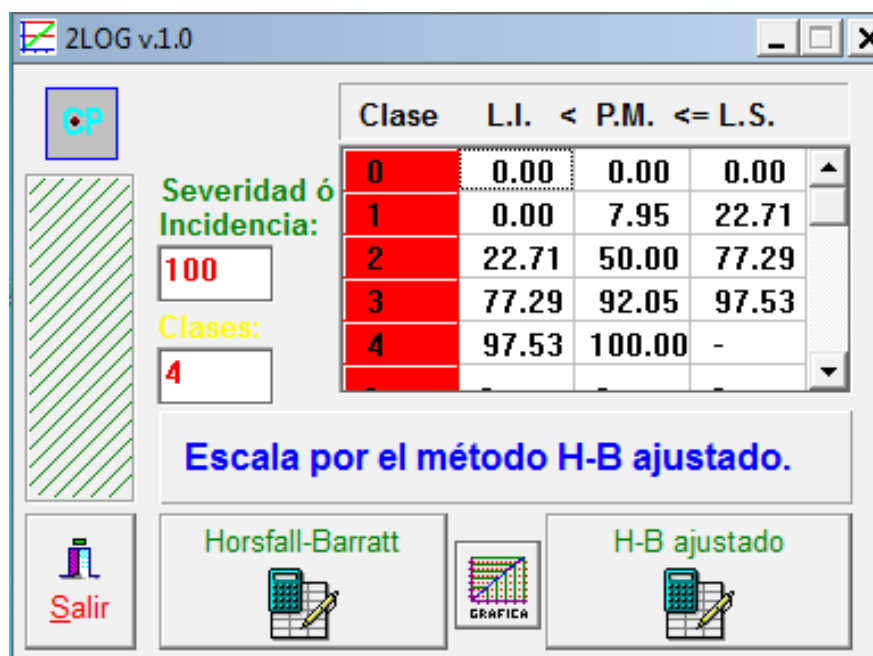 2LOG v.1.0
CP
Clase L.I. < P.M. <= L.S.
0 0.00 0.00 0.00
1 0.00 7.95 22.71
2 22.71 50.00 77.29
3 77.29 92.05 97.53
4 97.53 100.00 -
- - - -
Severidad ó
Incidencia:
100
Clases:
4
Escala por el método H-B ajustado.
Salir
Horsfall-Barratt
GRAFICA
H-B ajustado